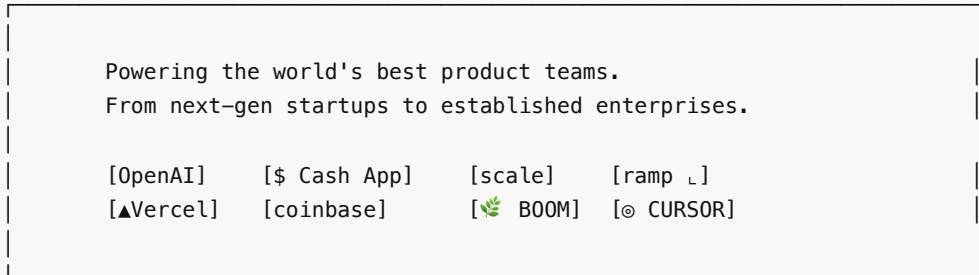 Powering the world's best product teams.
From next-gen startups to established enterprises.
[OpenAI] [$ Cash App] [scale] [ramp ⌞]
[▲Vercel] [coinbase] [🌿 BOOM] [◎ CURSOR]